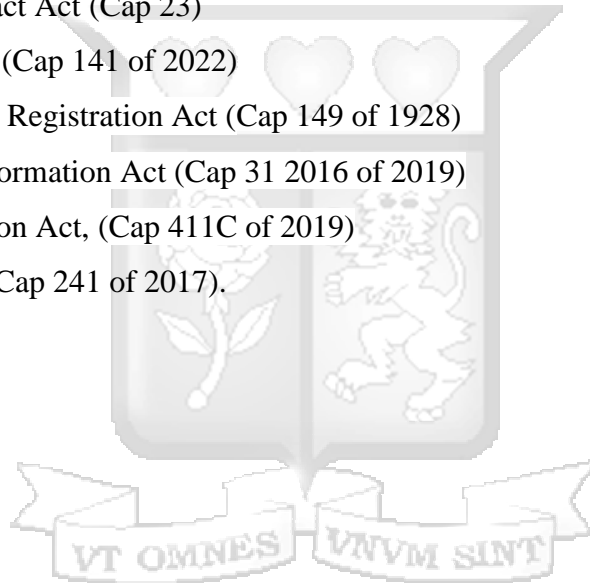 act Act (Cap 23)
(Cap 141 of 2022)
Registration Act (Cap 149 of 1928)
ormation Act (Cap 31 2016 of 2019)
on Act, (Cap 411C of 2019)
Cap 241 of 2017).
VT OMNES VNVM SINT